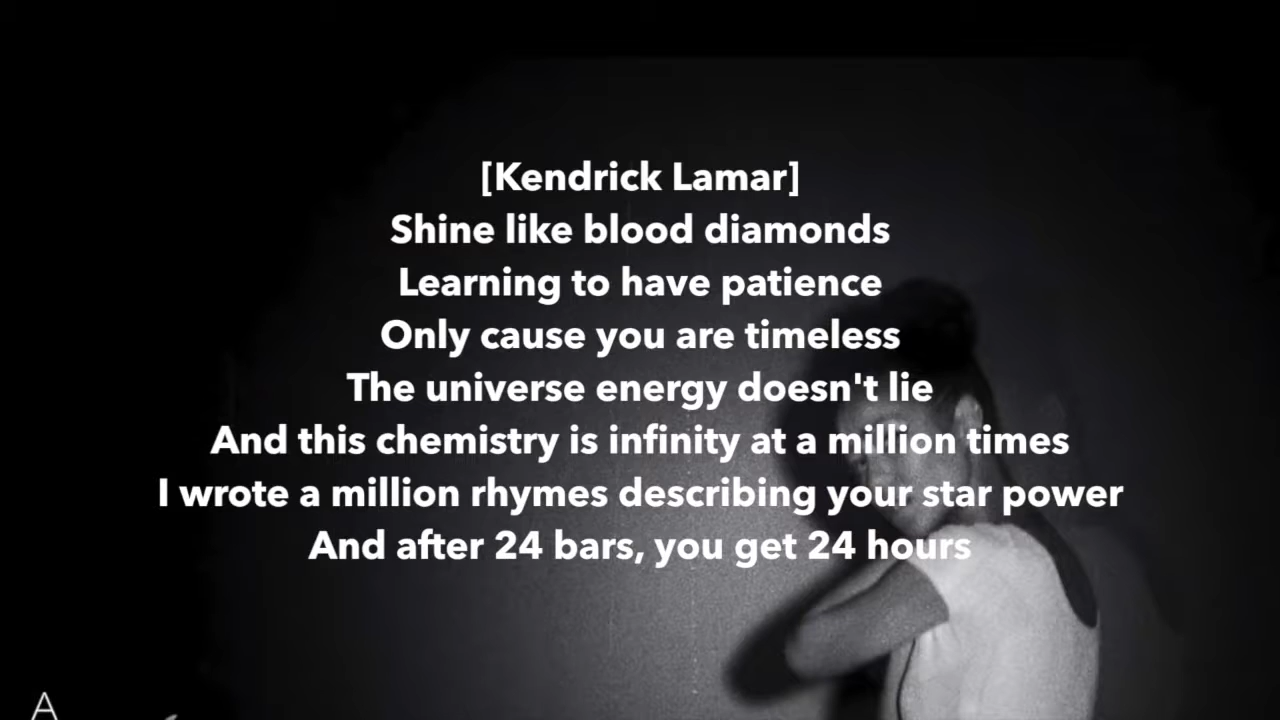 [Kendrick Lamar]
Shine like blood diamonds
Learning to have patience
Only cause you are timeless
The universe energy doesn't lie
And this chemistry is infinity at a million times
I wrote a million rhymes describing your star power
And after 24 bars, you get 24 hours
A